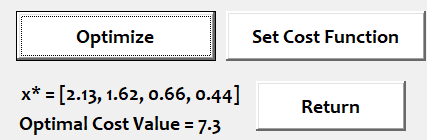 Optimize
Set Cost Function
x* = [2.13, 1.62, 0.66, 0.44]
Optimal Cost Value = 7.3
Return